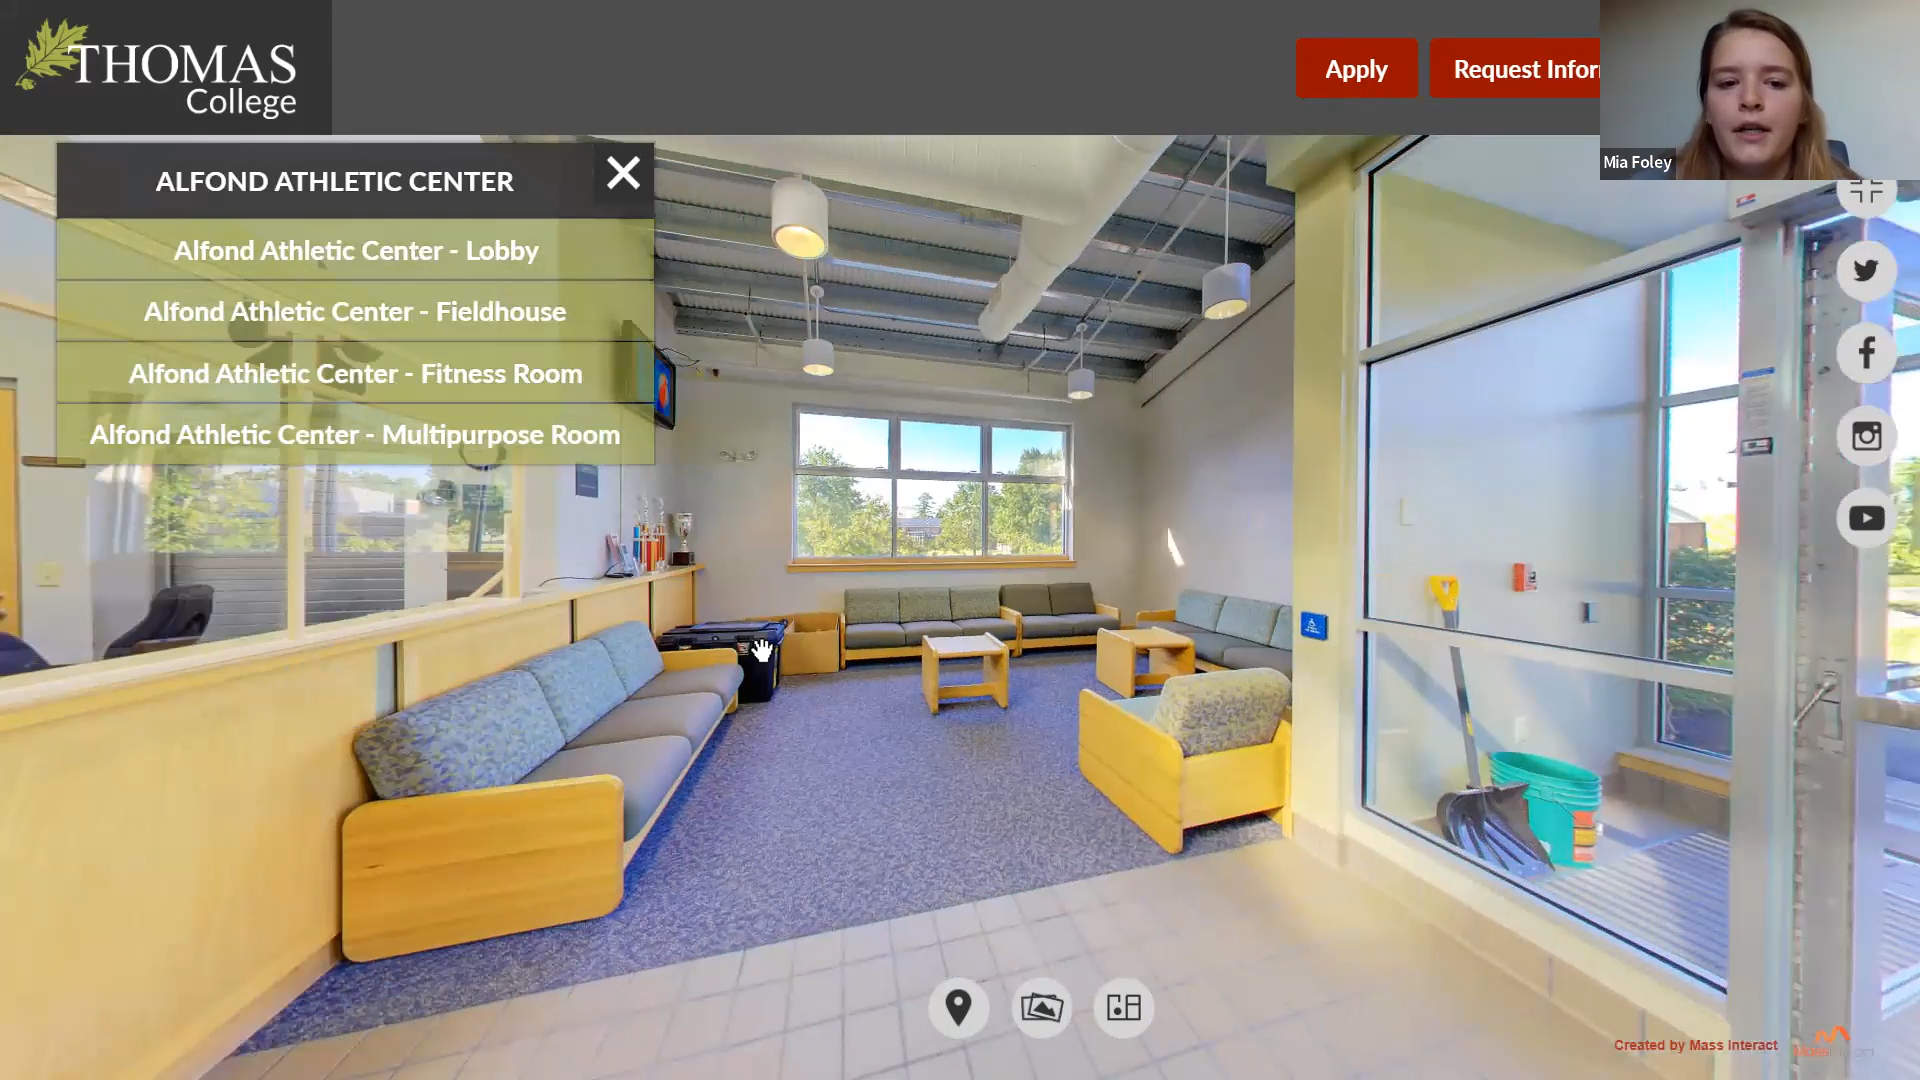 THOMAS
College
Apply
Request Infor
Mia Foley
ALFOND ATHLETIC CENTER
Alfond Athletic Center - Lobby
Alfond Athletic Center - Fieldhouse
Alfond Athletic Center - Fitness Room
Alfond Athletic Center - Multipurpose Room
Created by Mass Interact